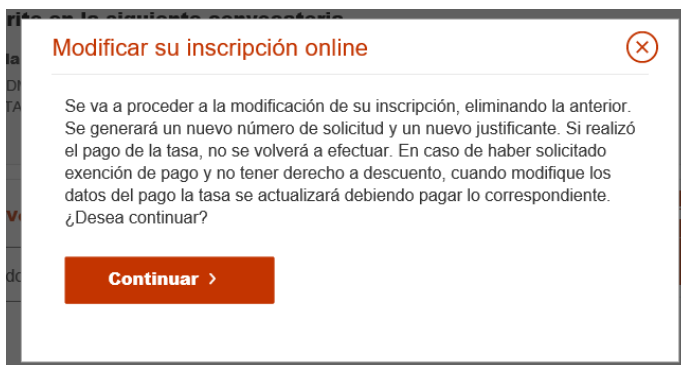 Modificar su inscripción online
Se va a proceder a la modificación de su inscripción, eliminando la anterior.
Se generará un nuevo número de solicitud y un nuevo justificante. Si realizó
el pago de la tasa, no se volverá a efectuar. En caso de haber solicitado
exención de pago y no tener derecho a descuento, cuando modifique los
datos del pago la tasa se actualizará debiendo pagar lo correspondiente.
¿Desea continuar?
Continuar >